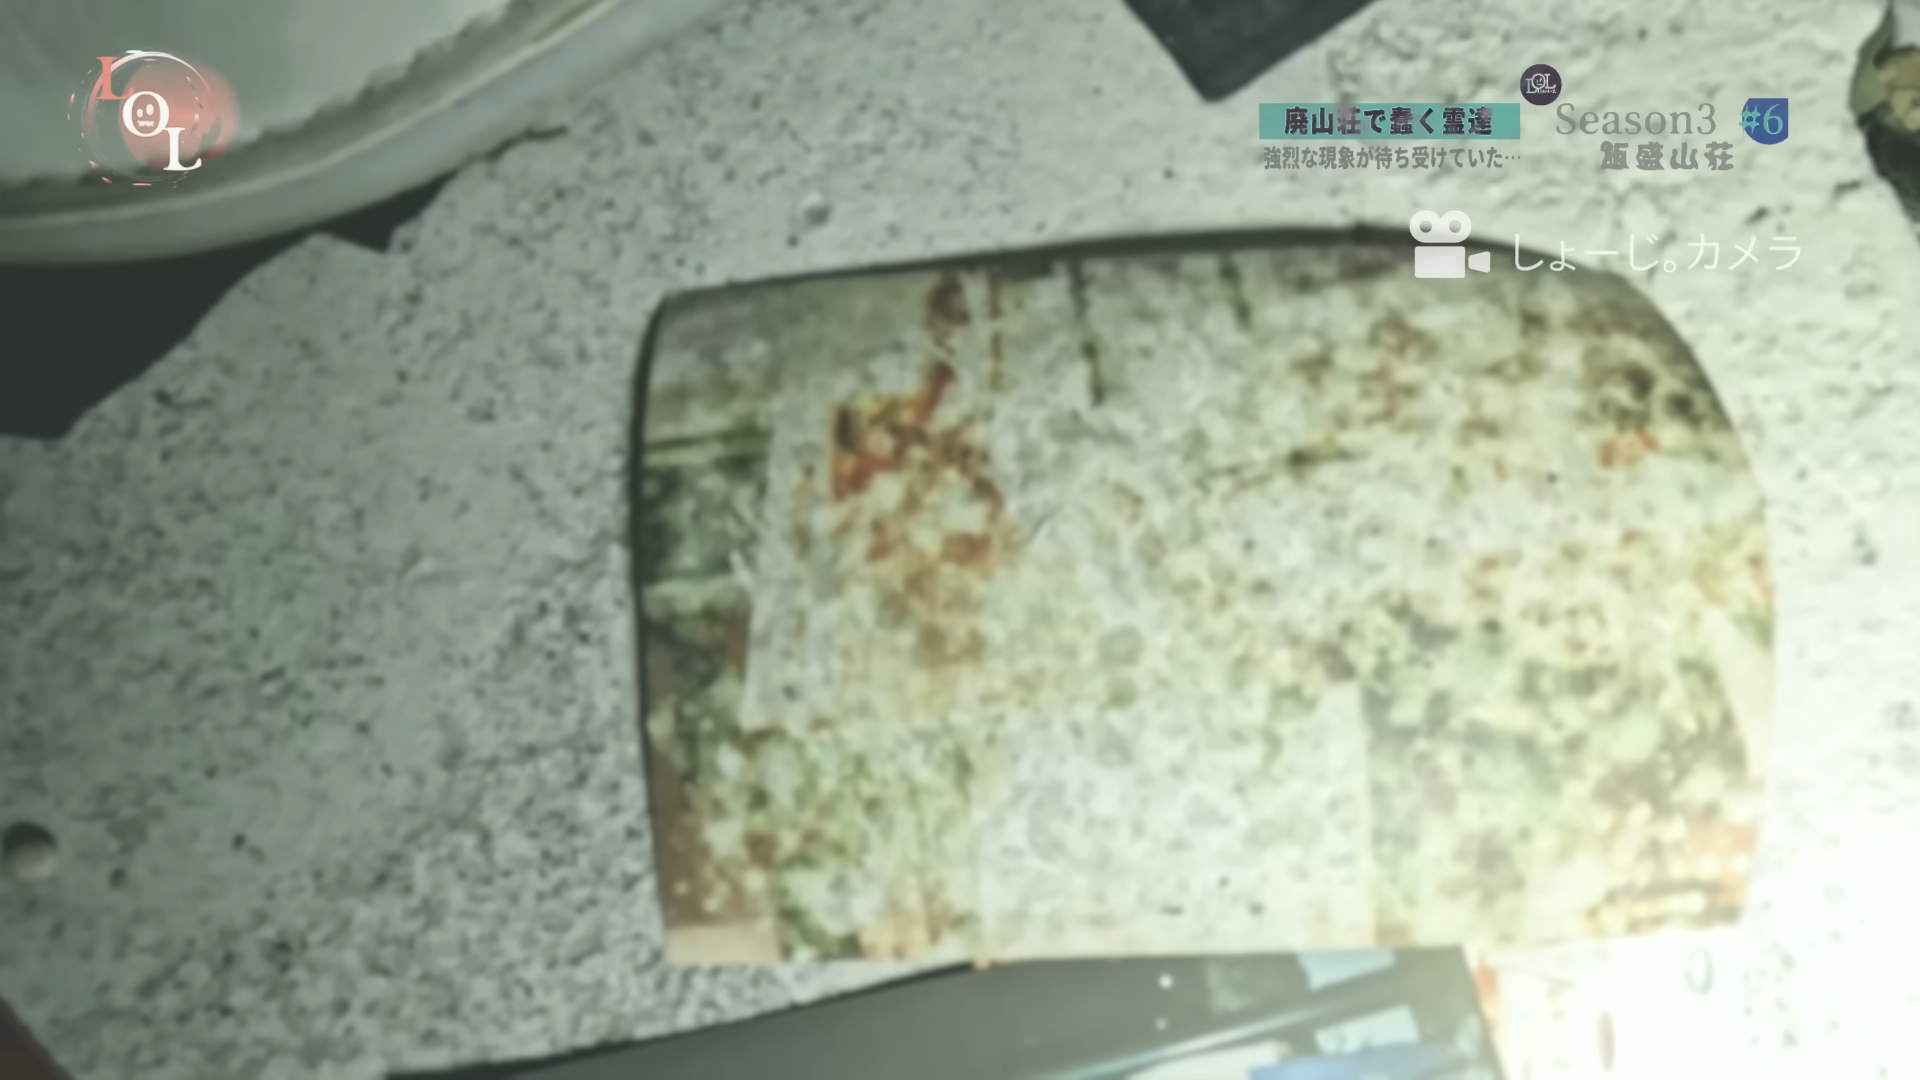 LOL
LOL
廃山荘で蠢く霊達
強烈な現象が待ち受けていた…
Season3 #6
飯盛山荘
しょーじ。カメラ